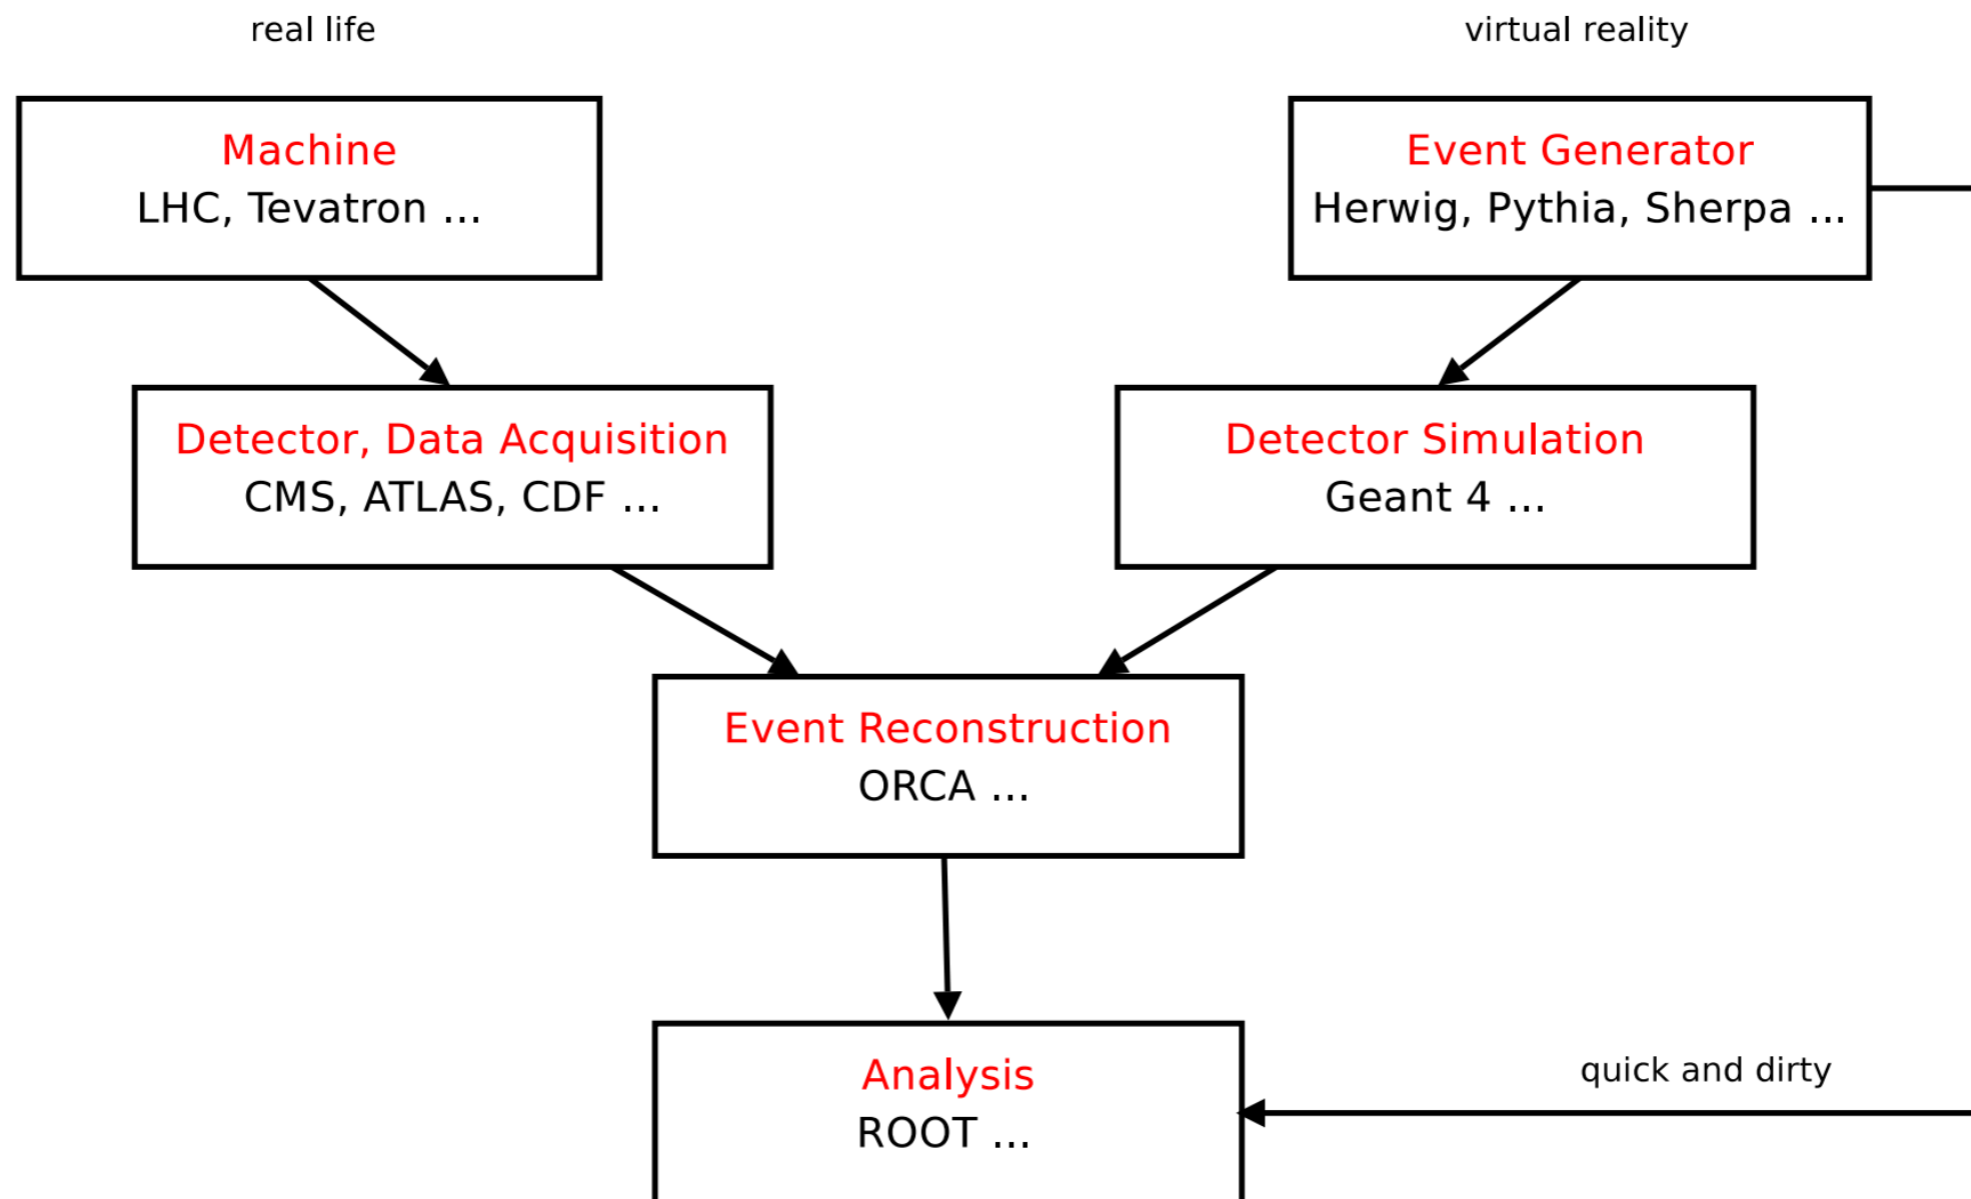 real life
virtual reality
Machine
LHC, Tevatron ...
Event Generator
Herwig, Pythia, Sherpa ...
Detector, Data Acquisition
CMS, ATLAS, CDF ...
Detector Simulation
Geant 4 ...
Event Reconstruction
ORCA ...
Analysis
ROOT ...
quick and dirty